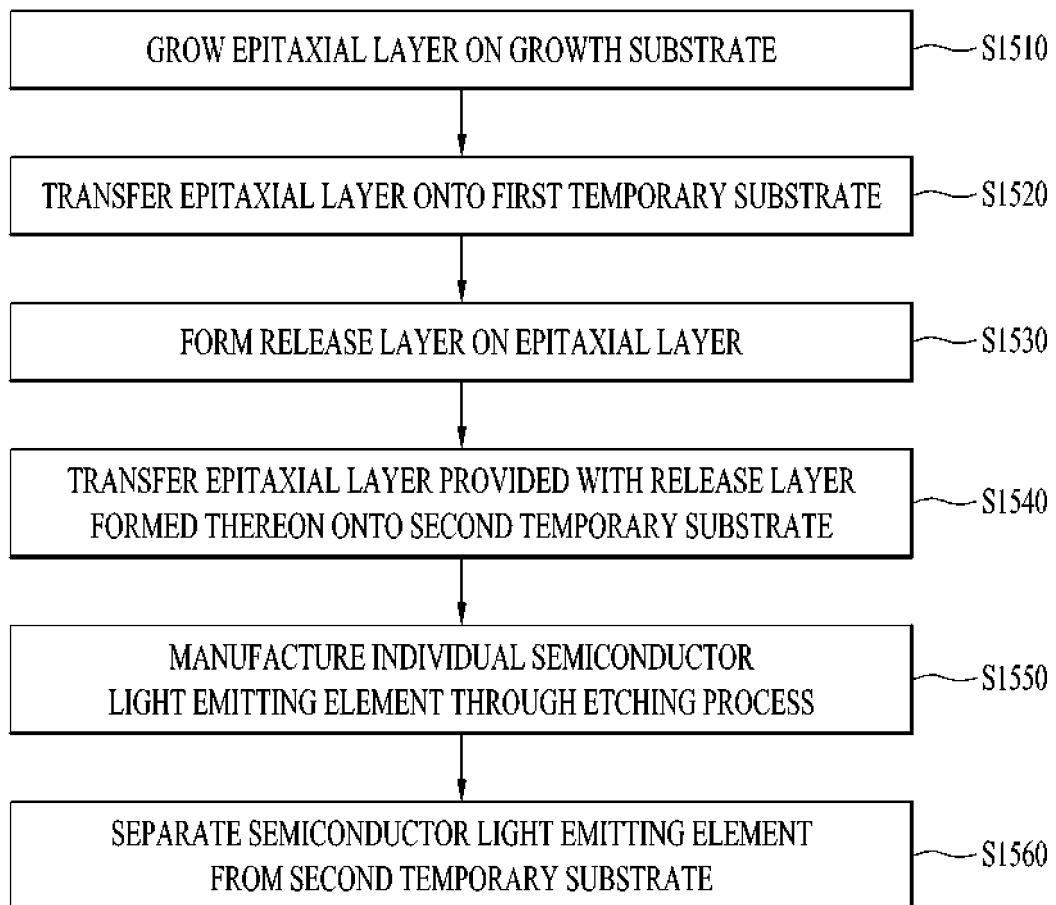 GROW EPITAXIAL LAYER ON GROWTH SUBSTRATE
S1510
TRANSFER EPITAXIAL LAYER ONTO FIRST TEMPORARY SUBSTRATE
S1520
FORM RELEASE LAYER ON EPITAXIAL LAYER
S1530
TRANSFER EPITAXIAL LAYER PROVIDED WITH RELEASE LAYER
FORMED THEREON ONTO SECOND TEMPORARY SUBSTRATE
S1540
MANUFACTURE INDIVIDUAL SEMICONDUCTOR
LIGHT EMITTING ELEMENT THROUGH ETCHING PROCESS
S1550
SEPARATE SEMICONDUCTOR LIGHT EMITTING ELEMENT
FROM SECOND TEMPORARY SUBSTRATE
S1560